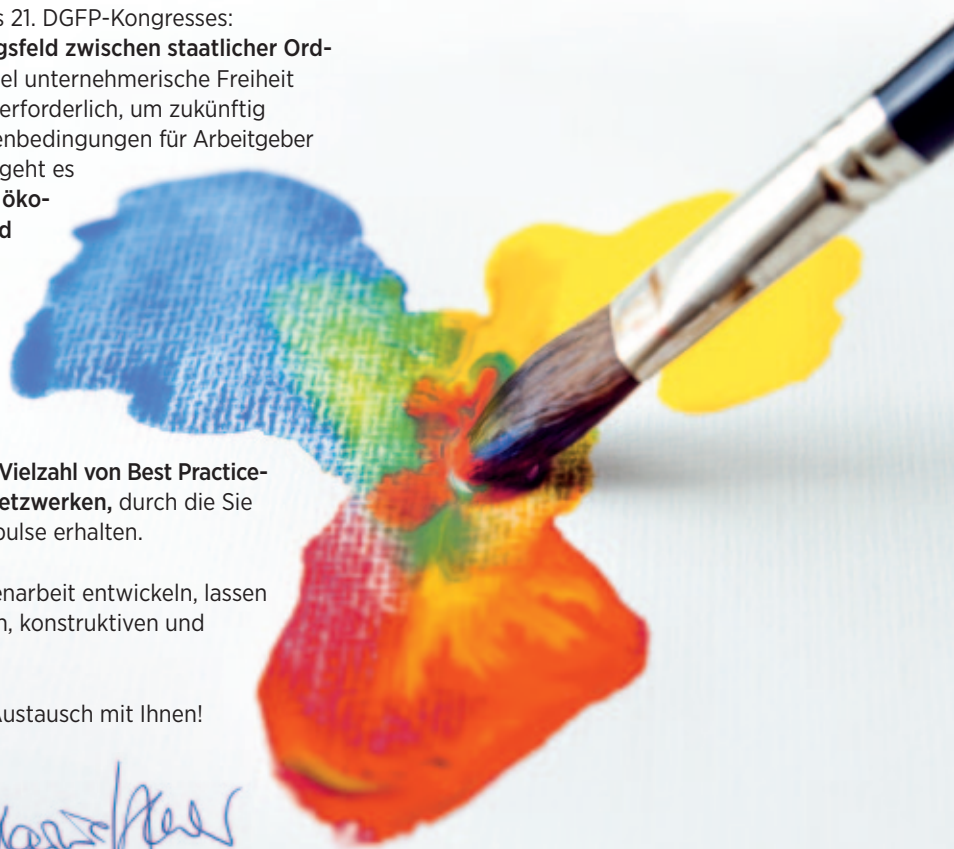 s 21. DGFP-Kongresses:
gsfeld zwischen staatlicher Ord-
el unternehmerische Freiheit
erforderlich, um zukünftig
enbedingungen für Arbeitgeber
geht es
öko-
d
Vielzahl von Best Practice-
etzwerken, durch die Sie
pulse erhalten.
enarbeit entwickeln, lassen
n, konstruktiven und
Austausch mit Ihnen!